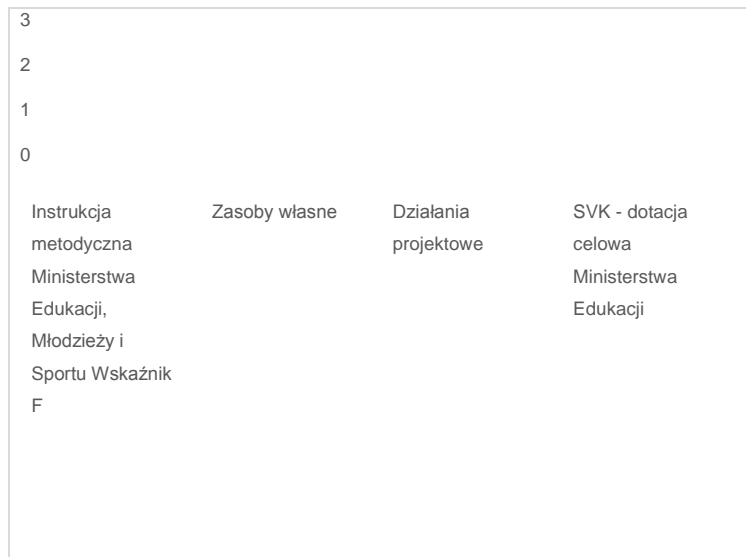 3
2
1
0
Instrukcja
metodyczna
Ministerstwa
Edukacji,
Młodzieży i
Sportu Wskaźnik
F
Zasoby własne
Działania
projektowe
SVK - dotacja
celowa
Ministerstwa
Edukacji